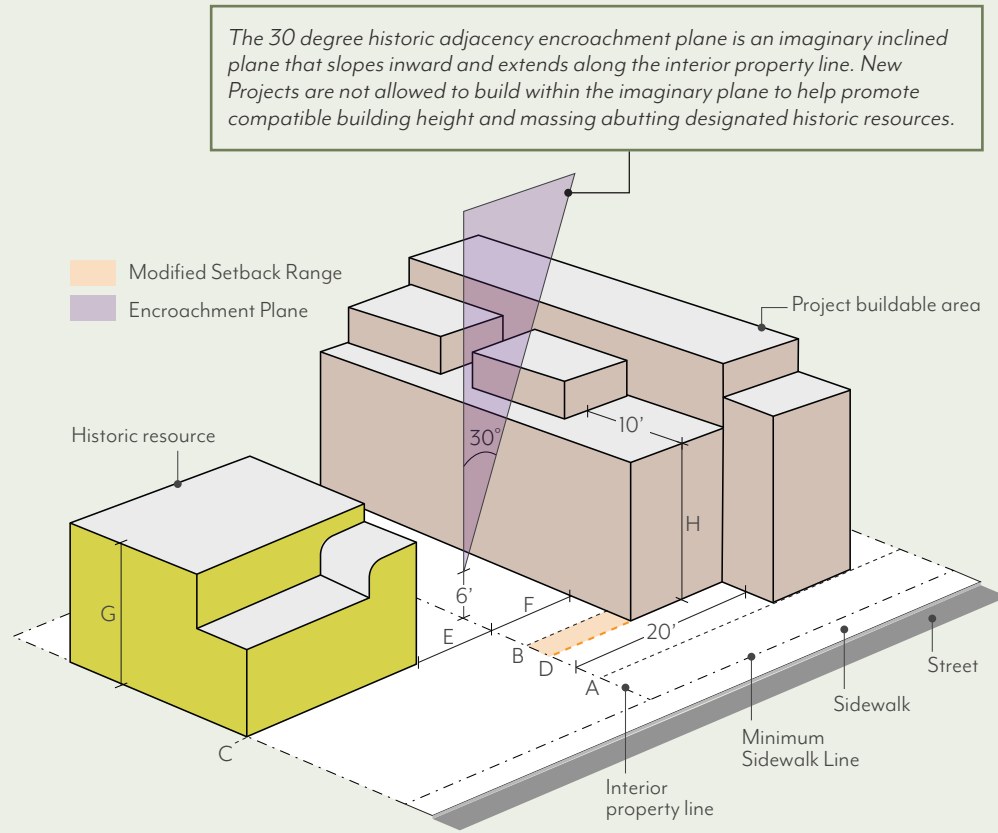 The 30 degree historic adjacency encroachment plane is an imaginary inclined
plane that slopes inward and extends along the interior property line. New
Projects are not allowed to build within the imaginary plane to help promote
compatible building height and massing abutting designated historic resources.
Modified Setback Range
Encroachment Plane
Project buildable area
Historic resource
10'
30°
H
G
6'
F
E
20'
B
D
A
C
Street
Sidewalk
Minimum
Sidewalk Line
Interior
property line